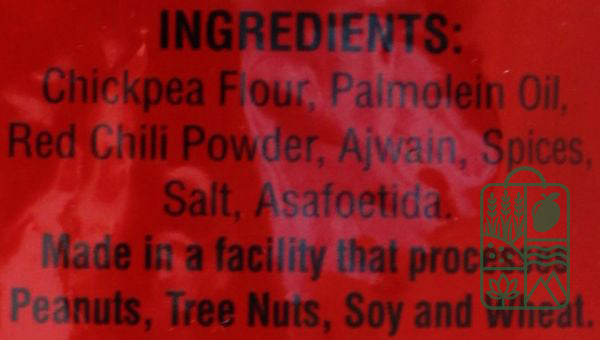 INGREDIENTS:
Chickpea Flour, Palmolein Oil,
Red Chili Powder, Ajwain, Spices,
Salt, Asafoetida.
Made in a facility that processes
Peanuts, Tree Nuts, Soy and Wheat.